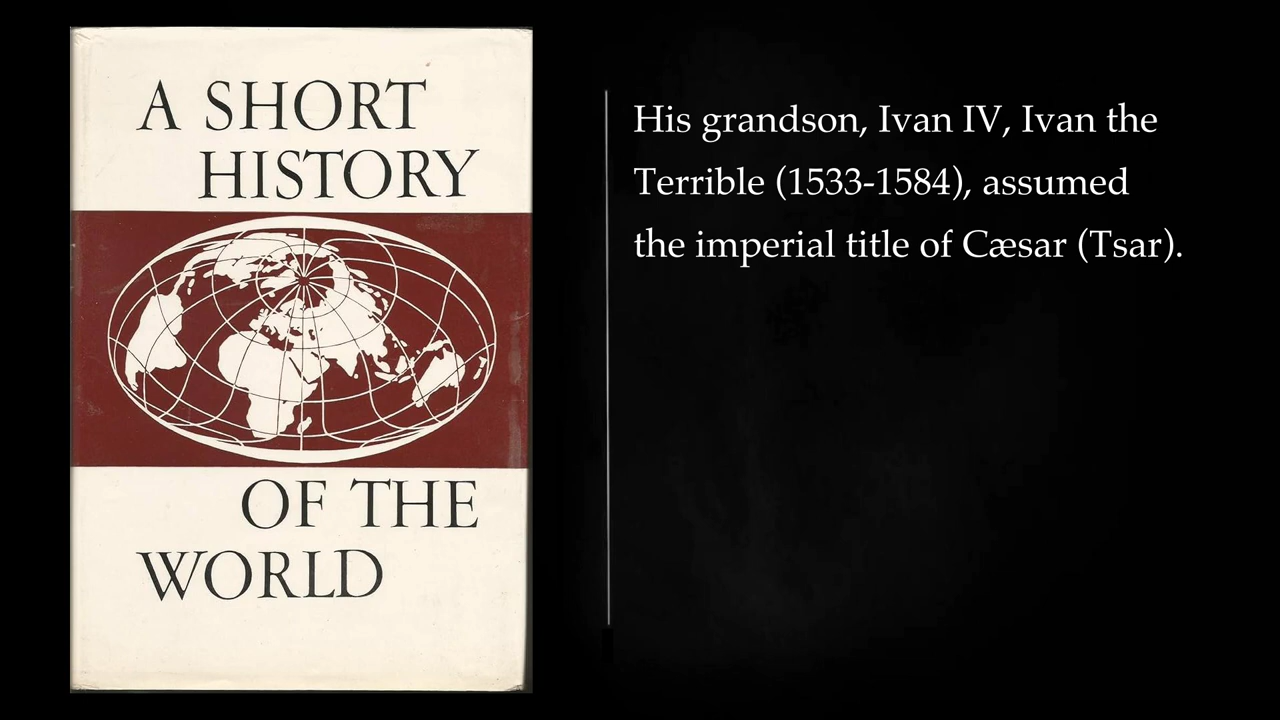 A SHORT
HISTORY
OF THE
WORLD
His grandson, Ivan IV, Ivan the
Terrible (1533-1584), assumed
the imperial title of Cæsar (Tsar).